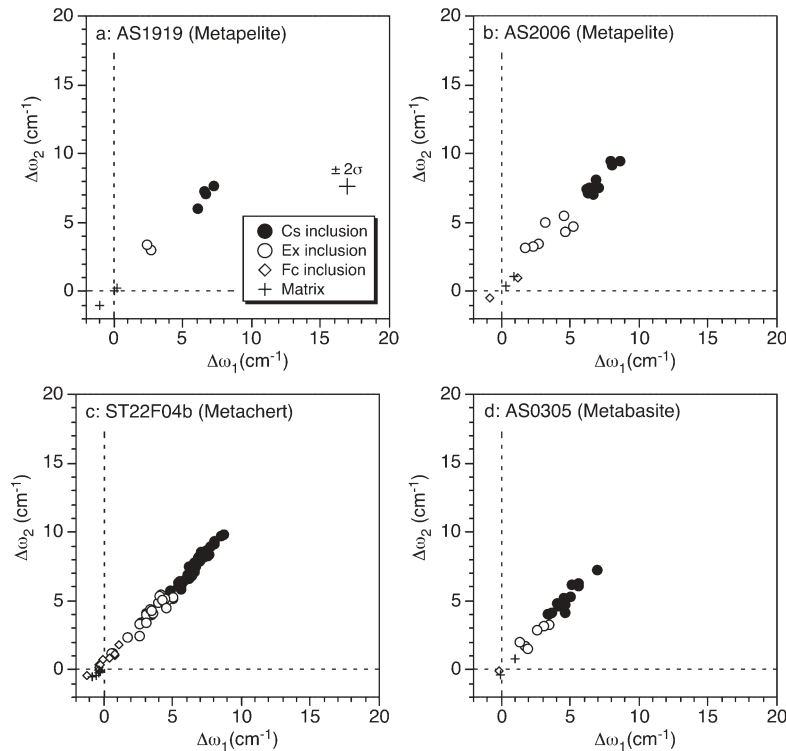 a: AS1919 (Metapelite)
20
15
10
5
0
Δω2 (cm-1)
± 2σ
Cs inclusion
Ex inclusion
Fc inclusion
Matrix
0 5 10 15 20
Δω1(cm-1)
b: AS2006 (Metapelite)
20
15
10
5
0
Δω2 (cm-1)
0 5 10 15 20
Δω1(cm-1)
c: ST22F04b (Metachert)
20
15
10
5
0
Δω2 (cm-1)
0 5 10 15 20
Δω1(cm-1)
d: AS0305 (Metabasite)
20
15
10
5
0
Δω2 (cm-1)
0 5 10 15 20
Δω1(cm-1)